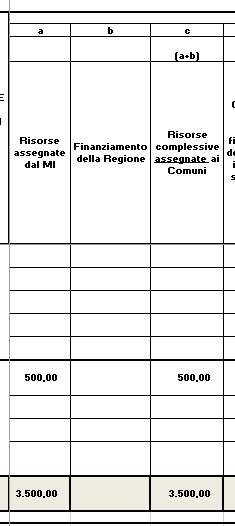 a b c
(a+b)
E
Risorse assegnate dal MI
Finanziamento della Regione
Risorse complessive assegnate ai Comuni
500,00 500,00
3.500,00 3.500,00